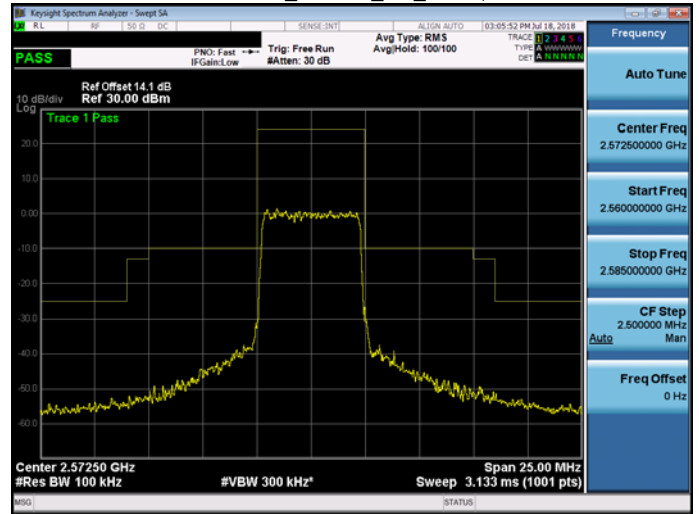 Keysight Spectrum Analyzer - Swept SA
RL RF 50 Ω DC SENSE:INT ALIGN AUTO 03:05:52 PM Jul 18, 2018
PASS
PNO: Fast
IFGain:Low
Trig: Free Run
#Atten: 30 dB
Avg Type: RMS
Avg|Hold: 100/100
TRACE 1 2 3 4 5 6
TYPE A WWWWW
DET A N N N N N
Ref Offset 14.1 dB
10 dB/div Ref 30.00 dBm
Log
Trace 1 Pass
20.0
10.0
0.00
-10.0
-20.0
-30.0
-40.0
-50.0
-60.0
Center 2.57250 GHz Span 25.00 MHz
#Res BW 100 kHz #VBW 300 kHz* Sweep 3.133 ms (1001 pts)
MSG STATUS
Frequency
Auto Tune
Center Freq
2.572500000 GHz
Start Freq
2.560000000 GHz
Stop Freq
2.585000000 GHz
CF Step
2.500000 MHz
Auto Man
Freq Offset
0 Hz